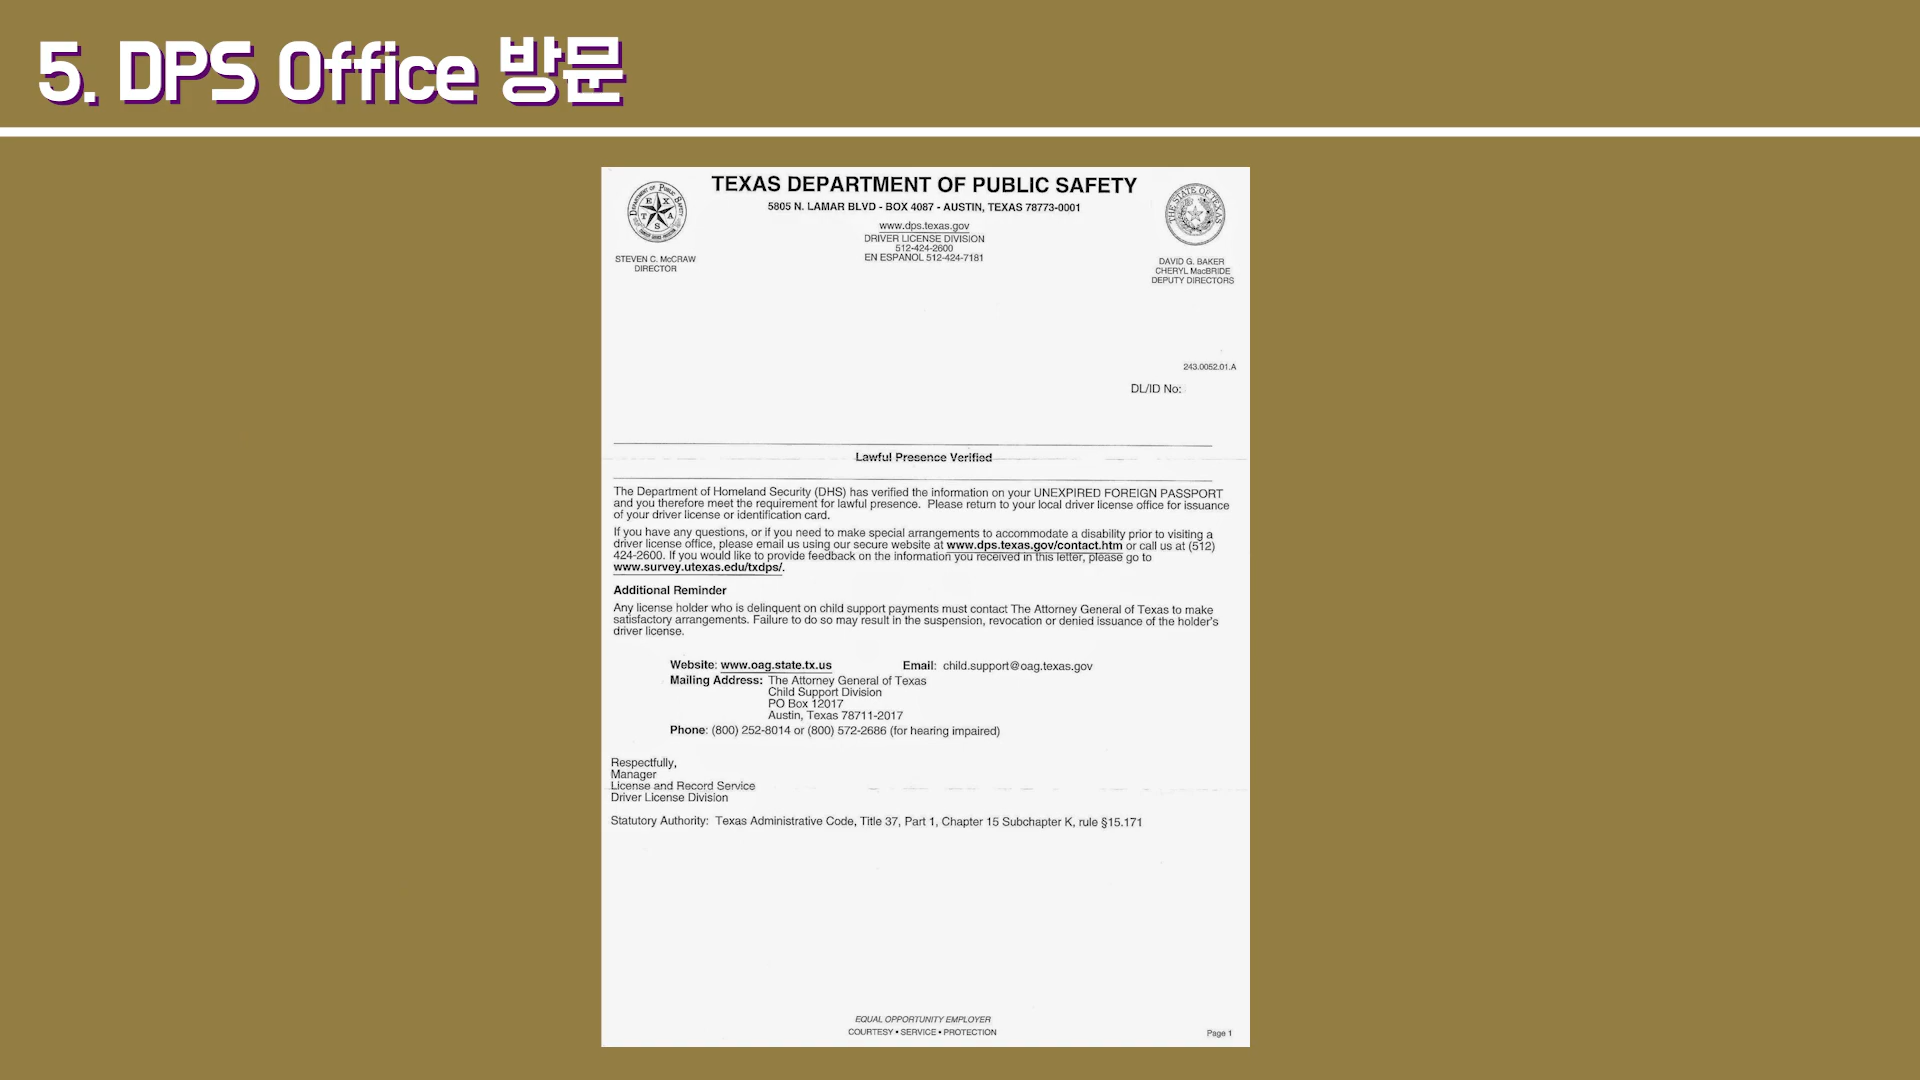 5. DPS Office 방문
TEXAS DEPARTMENT OF PUBLIC SAFETY
5805 N. LAMAR BLVD - BOX 4087 - AUSTIN, TEXAS 78773-0001
www.dps.texas.gov
DRIVER LICENSE DIVISION
512-424-2600
EN ESPANOL 512-424-7181
DEPARTMENT OF PUBLIC SAFETY
TEXAS
COURTESY SERVICE PROTECTION
STEVEN C. McCRAW
DIRECTOR
THE STATE OF TEXAS
DAVID G. BAKER
CHERYL MacBRIDE
DEPUTY DIRECTORS
243.0052.01.A
DL/ID No:
Lawful Presence Verified
The Department of Homeland Security (DHS) has verified the information on your UNEXPIRED FOREIGN PASSPORT
and you therefore meet the requirement for lawful presence. Please return to your local driver license office for issuance
of your driver license or identification card.
If you have any questions, or if you need to make special arrangements to accommodate a disability prior to visiting a
driver license office, please email us using our secure website at www.dps.texas.gov/contact.htm or call us at (512)
424-2600. If you would like to provide feedback on the information you received in this letter, please go to
www.survey.utexas.edu/txdps/.
Additional Reminder
Any license holder who is delinquent on child support payments must contact The Attorney General of Texas to make
satisfactory arrangements. Failure to do so may result in the suspension, revocation or denied issuance of the holder's
driver license.
Website: www.oag.state.tx.us Email: child.support@oag.texas.gov
Mailing Address: The Attorney General of Texas
Child Support Division
PO Box 12017
Austin, Texas 78711-2017
Phone: (800) 252-8014 or (800) 572-2686 (for hearing impaired)
Respectfully,
Manager
License and Record Service
Driver License Division
Statutory Authority: Texas Administrative Code, Title 37, Part 1, Chapter 15 Subchapter K, rule §15.171
EQUAL OPPORTUNITY EMPLOYER
COURTESY • SERVICE • PROTECTION
Page 1